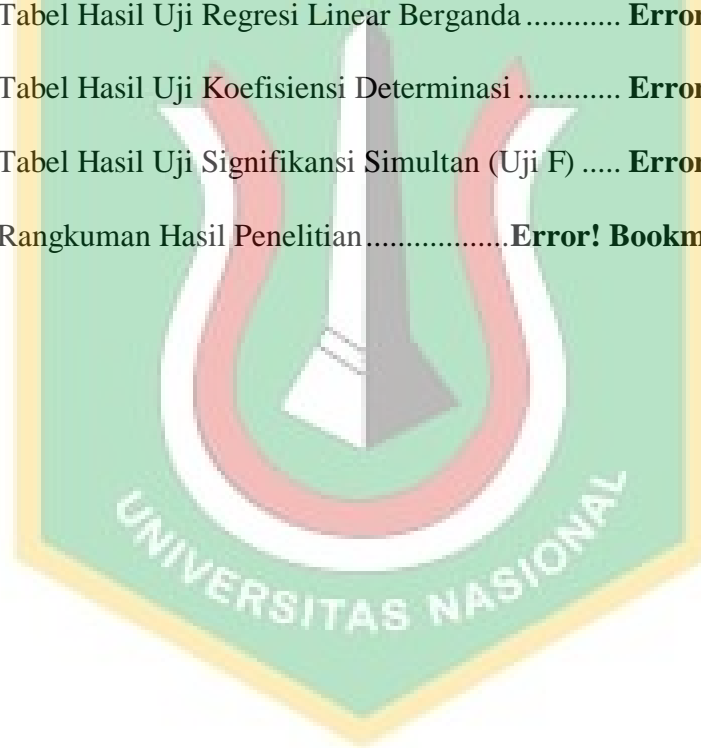 Tabel Hasil Uji Regresi Linear Berganda ............ Error
Tabel Hasil Uji Koefisiensi Determinasi ............. Error
Tabel Hasil Uji Signifikansi Simultan (Uji F) ..... Error
Rangkuman Hasil Penelitian .................Error! Bookm
UNIVERSITAS NASIONAL